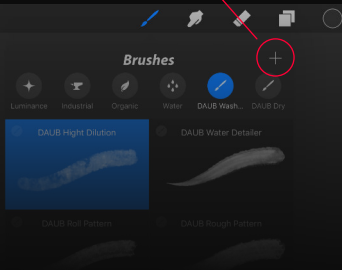 Brushes
Luminance Industrial Organic Water DAUB Wash... DAUB Dry
DAUB Hight Dilution DAUB Water Detailer
DAUB Roll Pattern DAUB Rough Pattern